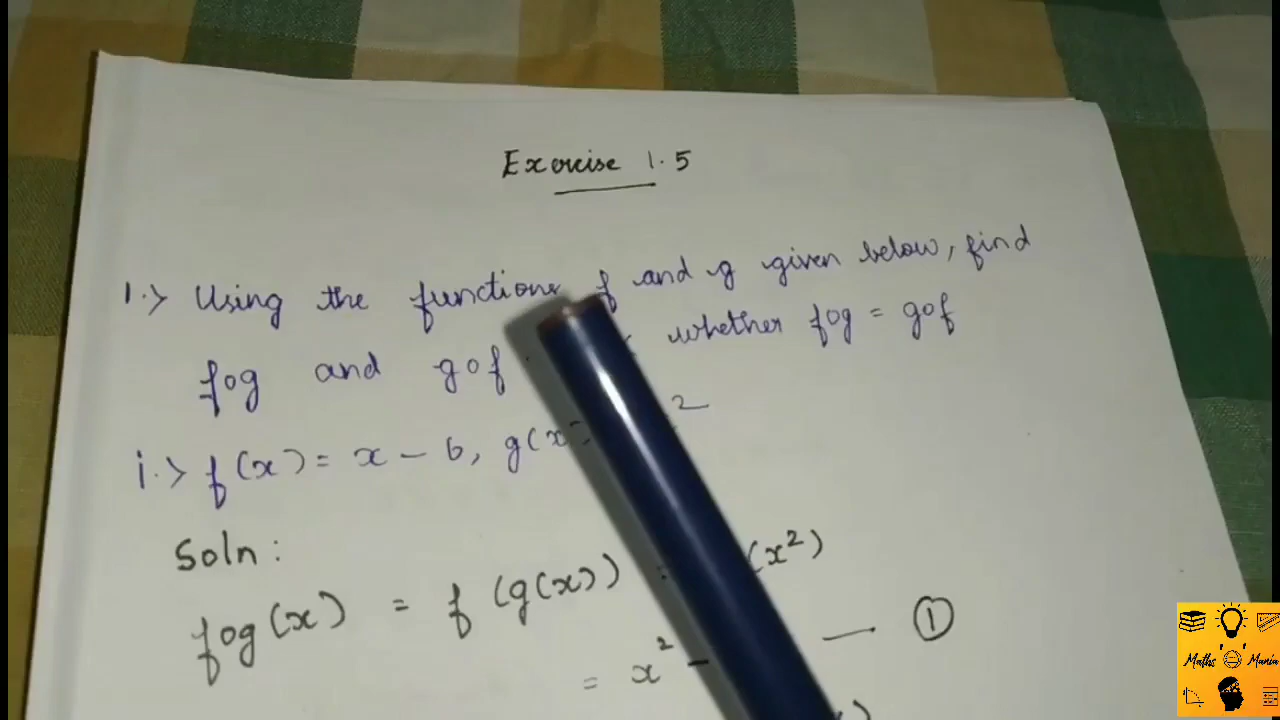 Exercise 1.5
1.> Using the functions f and g given below, find
fog and gof whether fog = gof
i.> f(x) = x - 6, g(x) 2
Soln:
fog(x) = f(g(x)) (x²)
= x² - — ①
Maths Mania